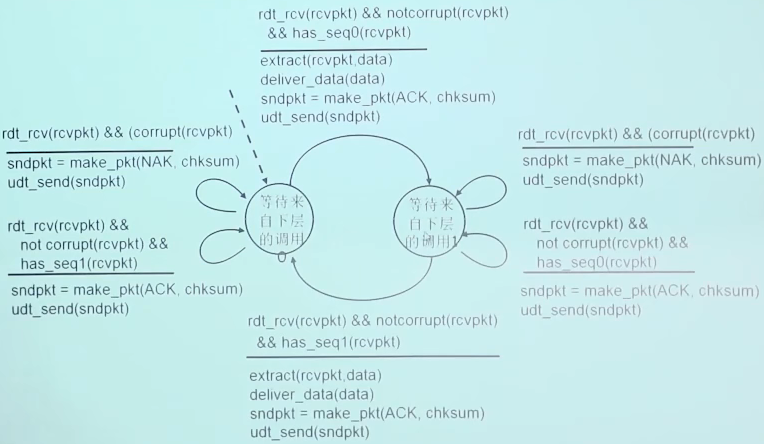 rdt_rcv(rcvpkt) && notcorrupt(rcvpkt)
&& has_seq0(rcvpkt)
extract(rcvpkt,data)
deliver_data(data)
sndpkt = make_pkt(ACK, chksum)
udt_send(sndpkt)
rdt_rcv(rcvpkt) && (corrupt(rcvpkt)
sndpkt = make_pkt(NAK, chksum)
udt_send(sndpkt)
rdt_rcv(rcvpkt) &&
not corrupt(rcvpkt) &&
has_seq1(rcvpkt)
sndpkt = make_pkt(ACK, chksum)
udt_send(sndpkt)
等待来
自下层
的调用
0
等待来
自下层
的调用1
rdt_rcv(rcvpkt) && (corrupt(rcvpkt)
sndpkt = make_pkt(NAK, chksum)
udt_send(sndpkt)
rdt_rcv(rcvpkt) &&
not corrupt(rcvpkt) &&
has_seq0(rcvpkt)
sndpkt = make_pkt(ACK, chksum)
udt_send(sndpkt)
rdt_rcv(rcvpkt) && notcorrupt(rcvpkt)
&& has_seq1(rcvpkt)
extract(rcvpkt,data)
deliver_data(data)
sndpkt = make_pkt(ACK, chksum)
udt_send(sndpkt)